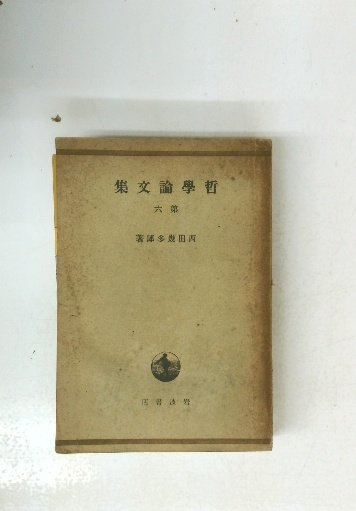 哲學論文集
第六
西田幾多郎著
岩波書店